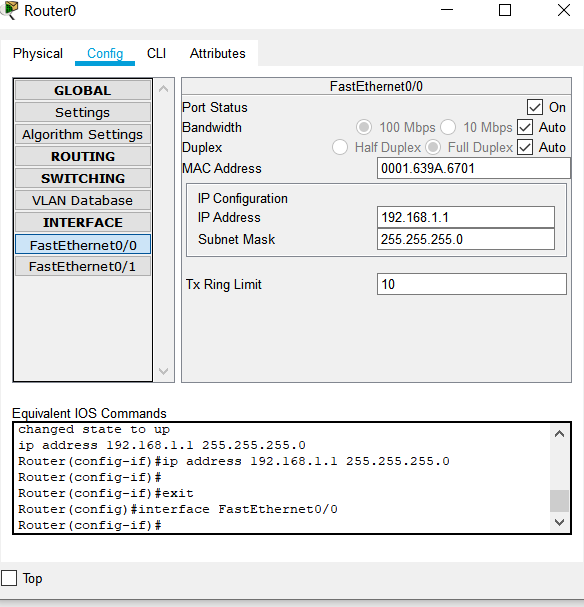 Router0
Physical Config CLI Attributes
GLOBAL
Settings
Algorithm Settings
ROUTING
SWITCHING
VLAN Database
INTERFACE
FastEthernet0/0
FastEthernet0/1
FastEthernet0/0
Port Status On
Bandwidth 100 Mbps 10 Mbps Auto
Duplex Half Duplex Full Duplex Auto
MAC Address 0001.639A.6701
IP Configuration
IP Address 192.168.1.1
Subnet Mask 255.255.255.0
Tx Ring Limit 10
Equivalent IOS Commands
changed state to up
ip address 192.168.1.1 255.255.255.0
Router(config-if)#ip address 192.168.1.1 255.255.255.0
Router(config-if)#
Router(config-if)#exit
Router(config)#interface FastEthernet0/0
Router(config-if)#
Top